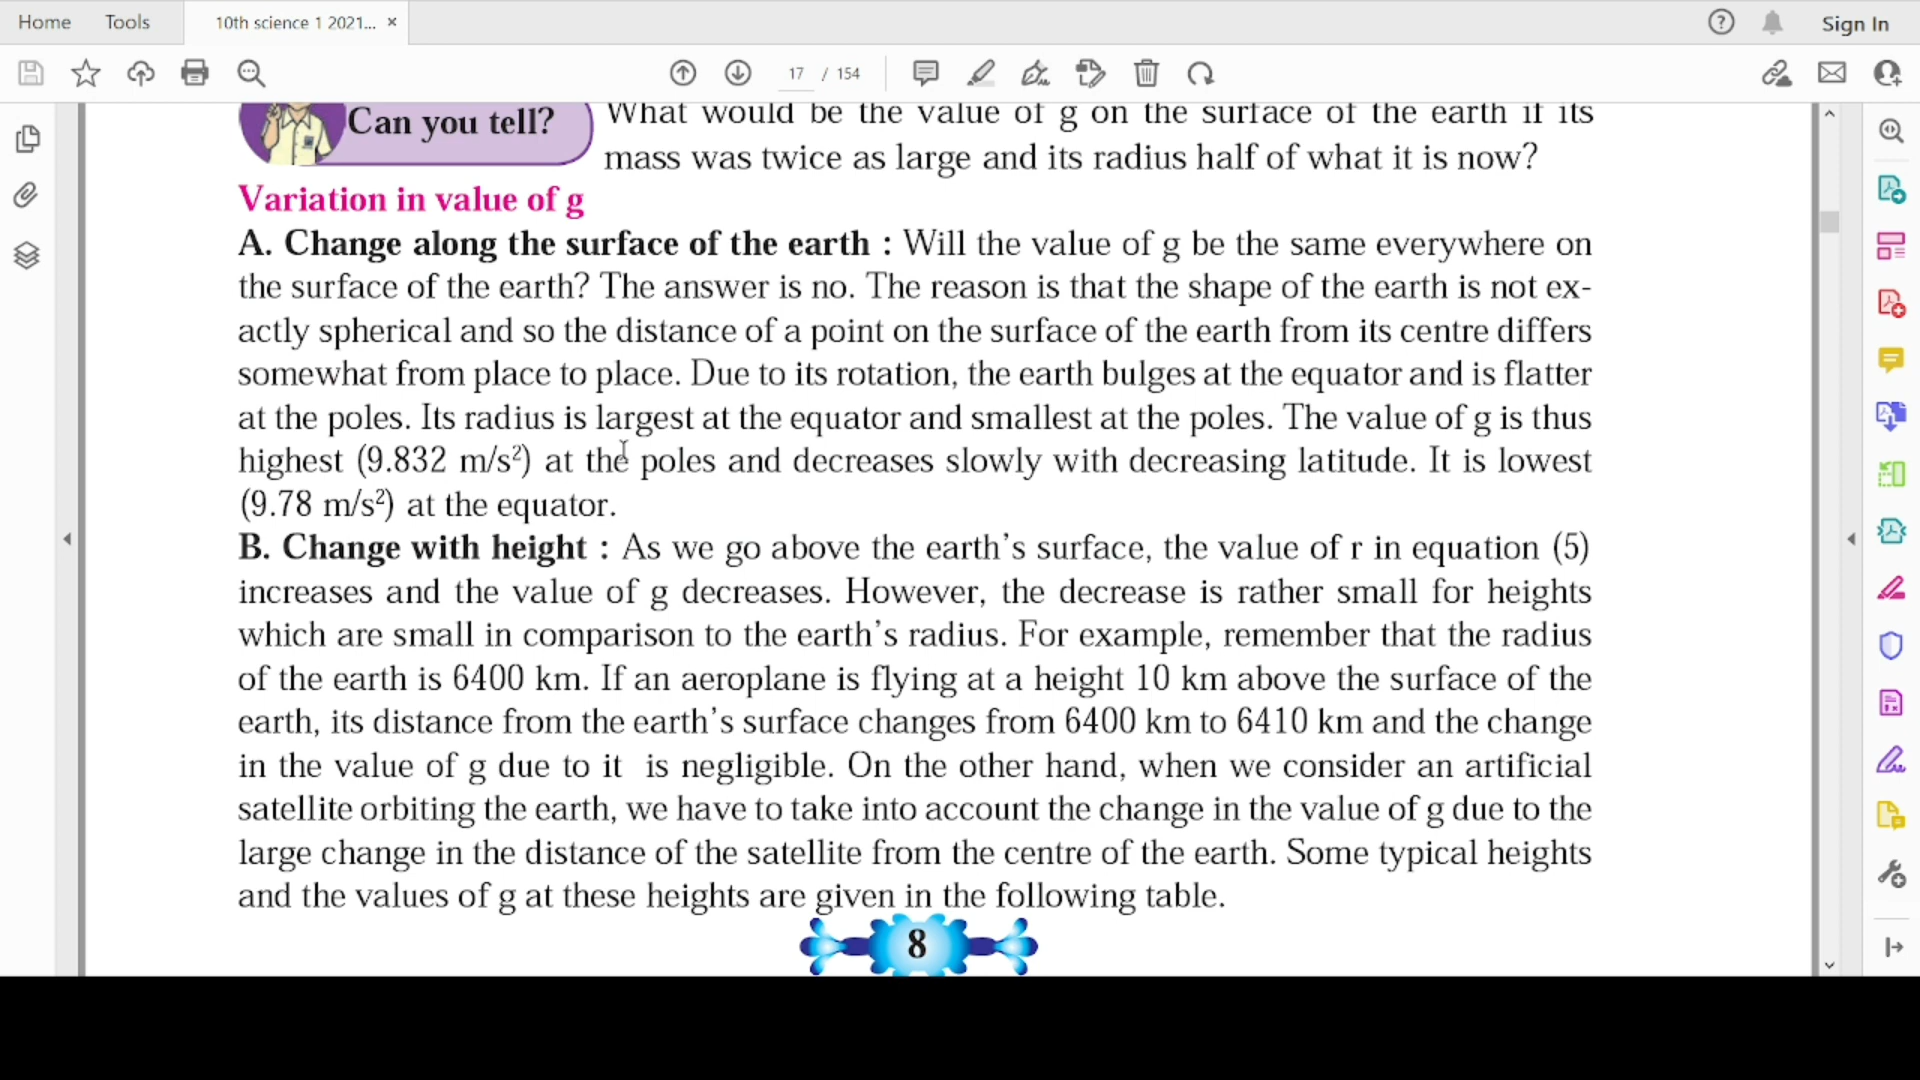 Home Tools 10th science 1 2021... × Sign In
17 / 154
Can you tell?
What would be the value of g on the surface of the earth if its
mass was twice as large and its radius half of what it is now?
Variation in value of g
A. Change along the surface of the earth : Will the value of g be the same everywhere on
the surface of the earth? The answer is no. The reason is that the shape of the earth is not ex-
actly spherical and so the distance of a point on the surface of the earth from its centre differs
somewhat from place to place. Due to its rotation, the earth bulges at the equator and is flatter
at the poles. Its radius is largest at the equator and smallest at the poles. The value of g is thus
highest (9.832 m/s²) at the poles and decreases slowly with decreasing latitude. It is lowest
(9.78 m/s²) at the equator.
B. Change with height : As we go above the earth's surface, the value of r in equation (5)
increases and the value of g decreases. However, the decrease is rather small for heights
which are small in comparison to the earth's radius. For example, remember that the radius
of the earth is 6400 km. If an aeroplane is flying at a height 10 km above the surface of the
earth, its distance from the earth's surface changes from 6400 km to 6410 km and the change
in the value of g due to it is negligible. On the other hand, when we consider an artificial
satellite orbiting the earth, we have to take into account the change in the value of g due to the
large change in the distance of the satellite from the centre of the earth. Some typical heights
and the values of g at these heights are given in the following table.
8